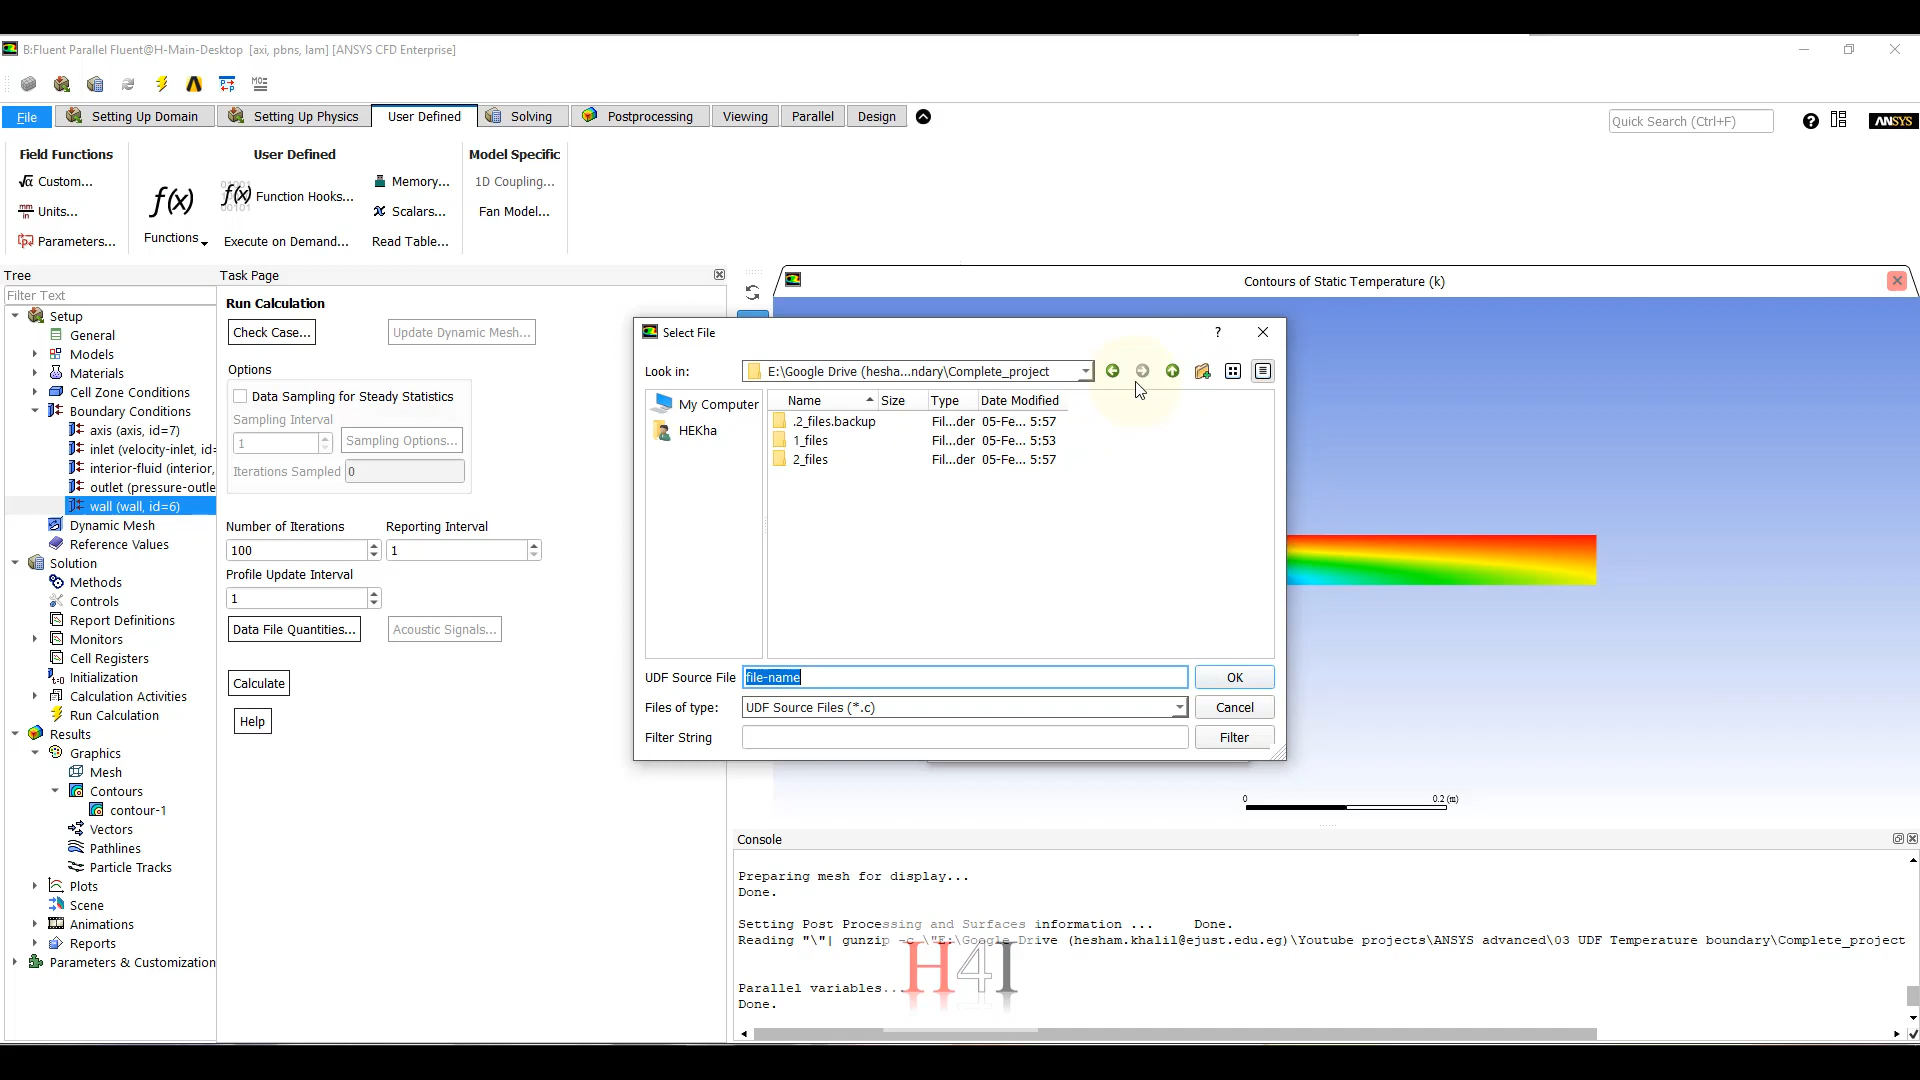 B:Fluent Parallel Fluent@H-Main-Desktop [axi, pbns, lam] [ANSYS CFD Enterprise]
File
Setting Up Domain
Setting Up Physics
User Defined
Solving
Postprocessing
Viewing
Parallel
Design
Quick Search (Ctrl+F)
ANSYS
Field Functions
User Defined
Model Specific
Custom...
Units...
Parameters...
f(x)
Functions
f(x) Function Hooks...
Execute on Demand...
Memory...
Scalars...
Read Table...
1D Coupling...
Fan Model...
Tree
Filter Text
Setup
General
Models
Materials
Cell Zone Conditions
Boundary Conditions
axis (axis, id=7)
inlet (velocity-inlet, id=
interior-fluid (interior,
outlet (pressure-outle
wall (wall, id=6)
Dynamic Mesh
Reference Values
Solution
Methods
Controls
Report Definitions
Monitors
Cell Registers
Initialization
Calculation Activities
Run Calculation
Results
Graphics
Mesh
Contours
contour-1
Vectors
Pathlines
Particle Tracks
Plots
Scene
Animations
Reports
Parameters & Customization
Task Page
Run Calculation
Check Case...
Update Dynamic Mesh...
Options
Data Sampling for Steady Statistics
Sampling Interval
1
Sampling Options...
Iterations Sampled 0
Number of Iterations
Reporting Interval
100
1
Profile Update Interval
1
Data File Quantities...
Acoustic Signals...
Calculate
Help
Contours of Static Temperature (k)
Select File
?
Look in:
E:\Google Drive (hesha...ndary\Complete_project
My Computer
HEKha
Name Size Type Date Modified
.2_files.backup Fil...der 05-Fe... 5:57
1_files Fil...der 05-Fe... 5:53
2_files Fil...der 05-Fe... 5:57
UDF Source File file-name OK
Files of type: UDF Source Files (*.c) Cancel
Filter String Filter
0 0.2 (m)
Console
Preparing mesh for display...
Done.
Setting Post Processing and Surfaces information ... Done.
Reading "\"| gunzip -c \"E:\Google Drive (hesham.khalil@ejust.edu.eg)\Youtube projects\ANSYS advanced\03 UDF Temperature boundary\Complete_project
Parallel variables...
Done.
H4I